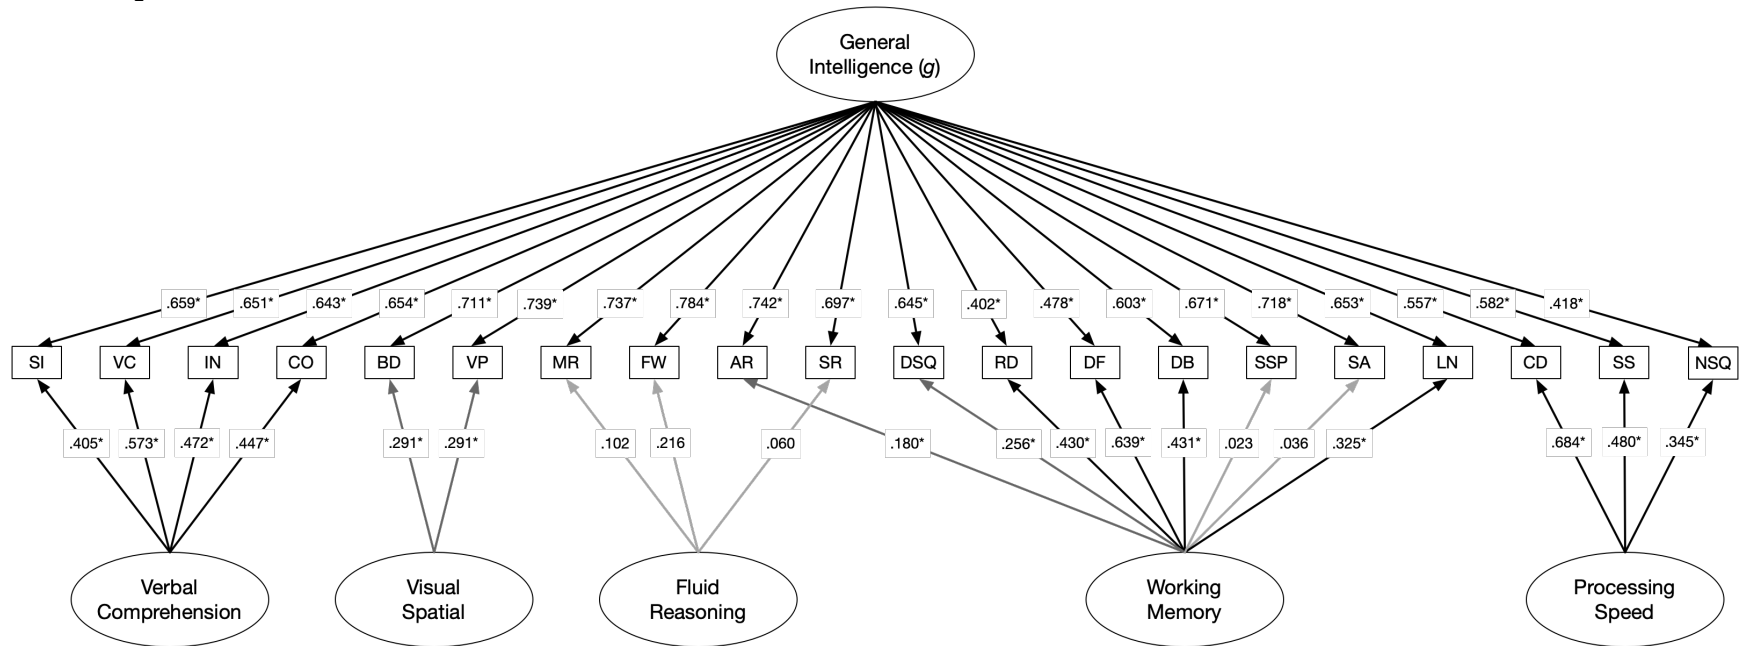 General
Intelligence (g)
.659* .651* .643* .654* .711* .739* .737* .784* .742* .697* .645* .402* .478* .603* .671* .718* .653* .557* .582* .418*
SI VC IN CO BD VP MR FW AR SR DSQ RD DF DB SSP SA LN CD SS NSQ
.405* .573* .472* .447* .291* .291* .102 .216 .060 .180* .256* .430* .639* .431* .023 .036 .325* .684* .480* .345*
Verbal
Comprehension
Visual
Spatial
Fluid
Reasoning
Working
Memory
Processing
Speed